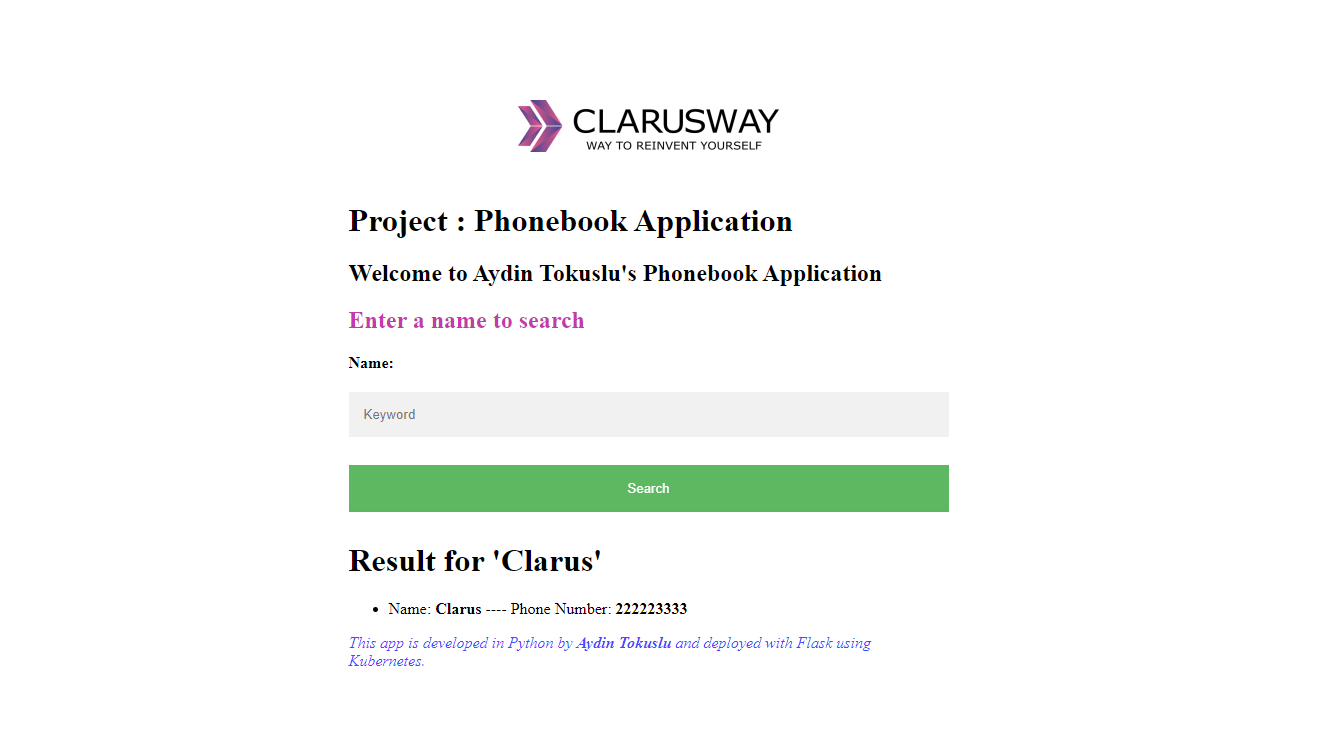 CLARUSWAY
WAY TO REINVENT YOURSELF
Project : Phonebook Application
Welcome to Aydin Tokuslu's Phonebook Application
Enter a name to search
Name:
Keyword
Search
Result for 'Clarus'
• Name: Clarus ---- Phone Number: 222223333
This app is developed in Python by Aydin Tokuslu and deployed with Flask using
Kubernetes.